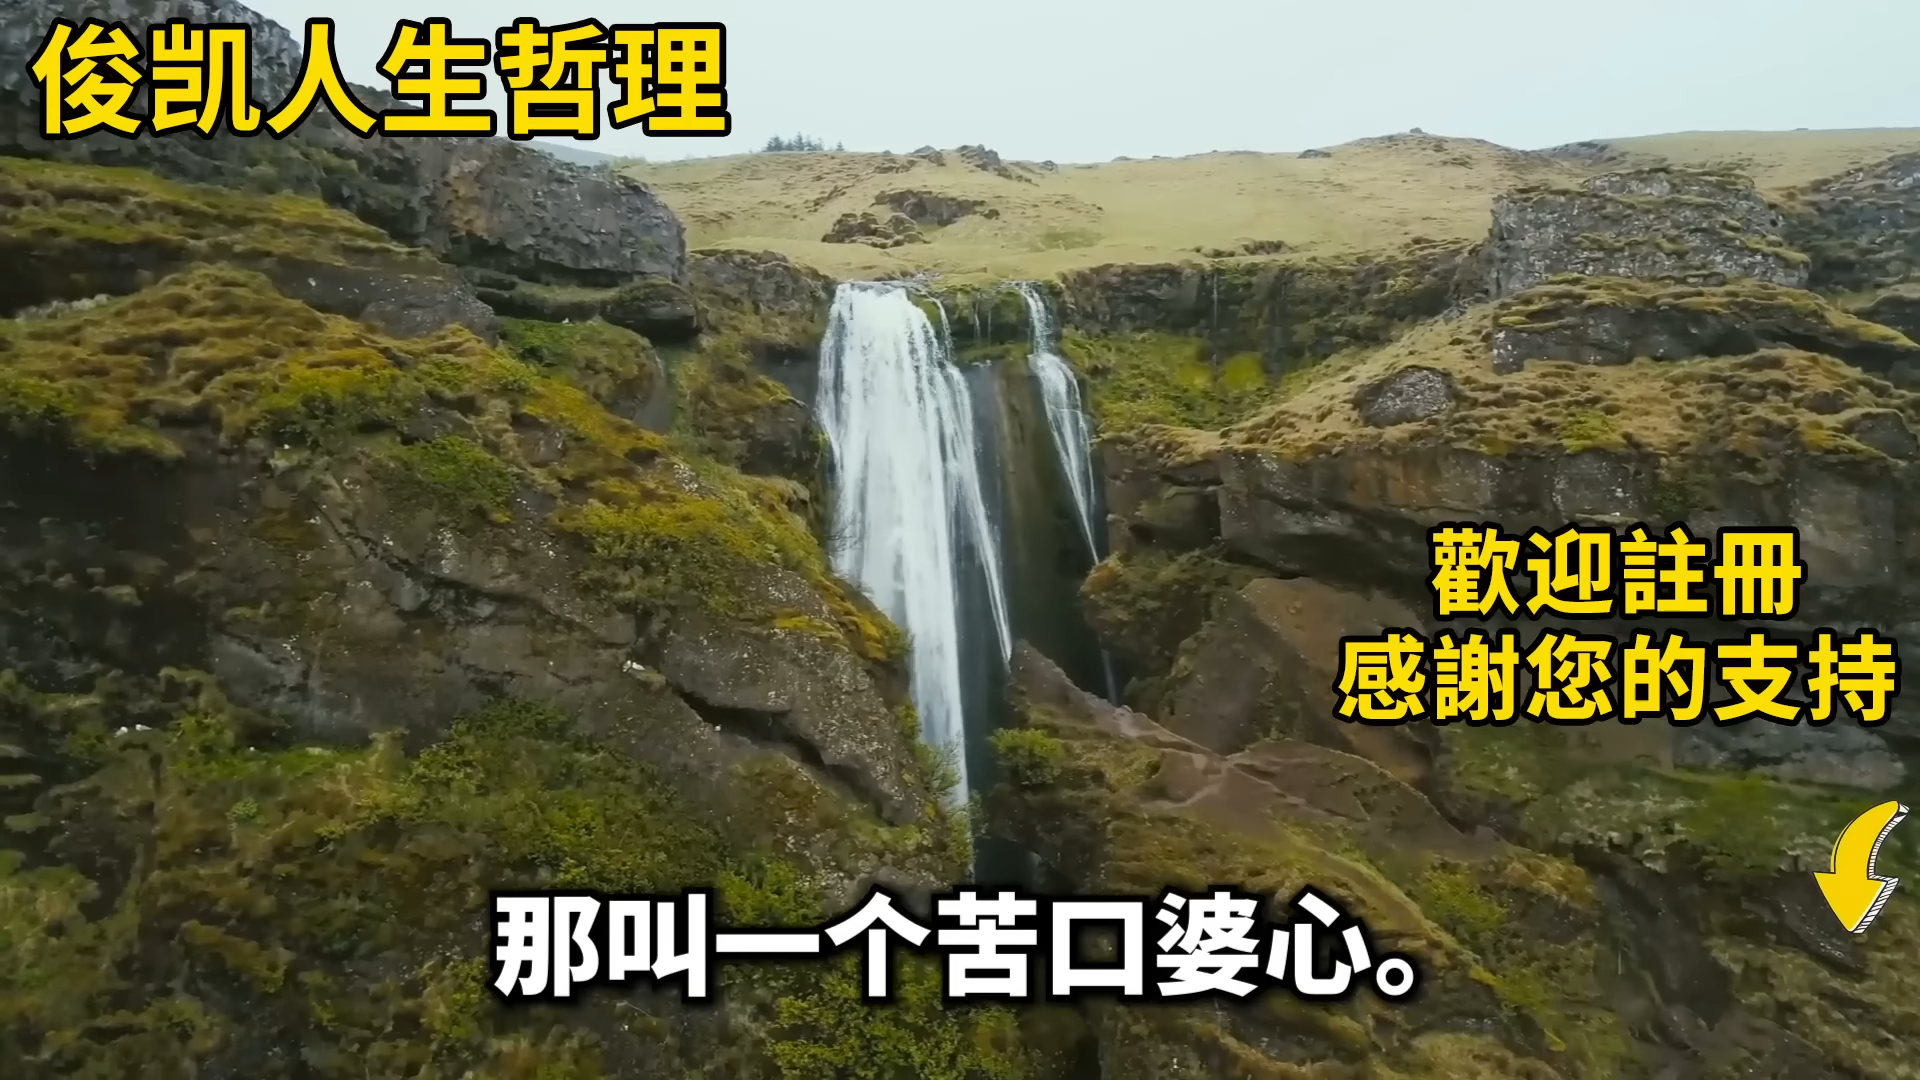 俊凯人生哲理
歡迎註冊
感謝您的支持
那叫一个苦口婆心。